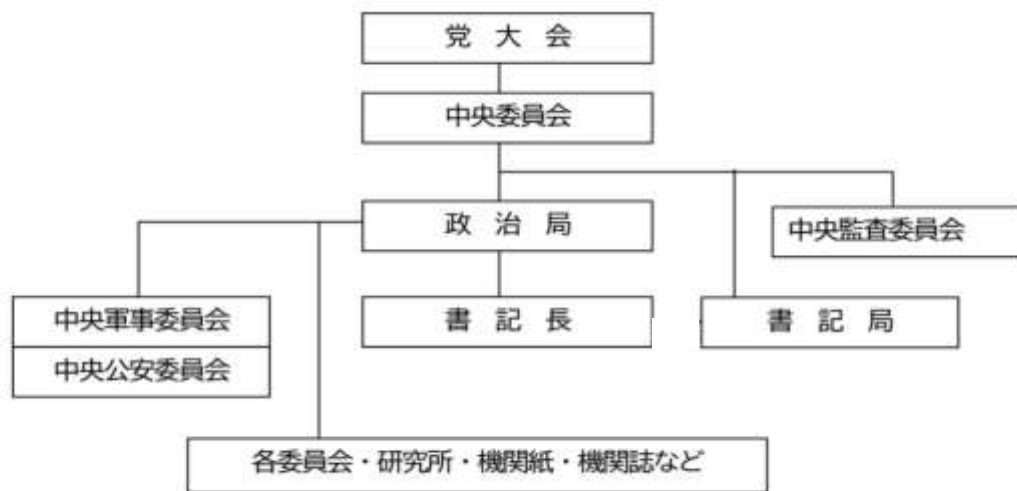 党 大 会
中央委員会
政 治 局
中央監査委員会
中央軍事委員会
書 記 長
書 記 局
中央公安委員会
各委員会・研究所・機関紙・機関誌など